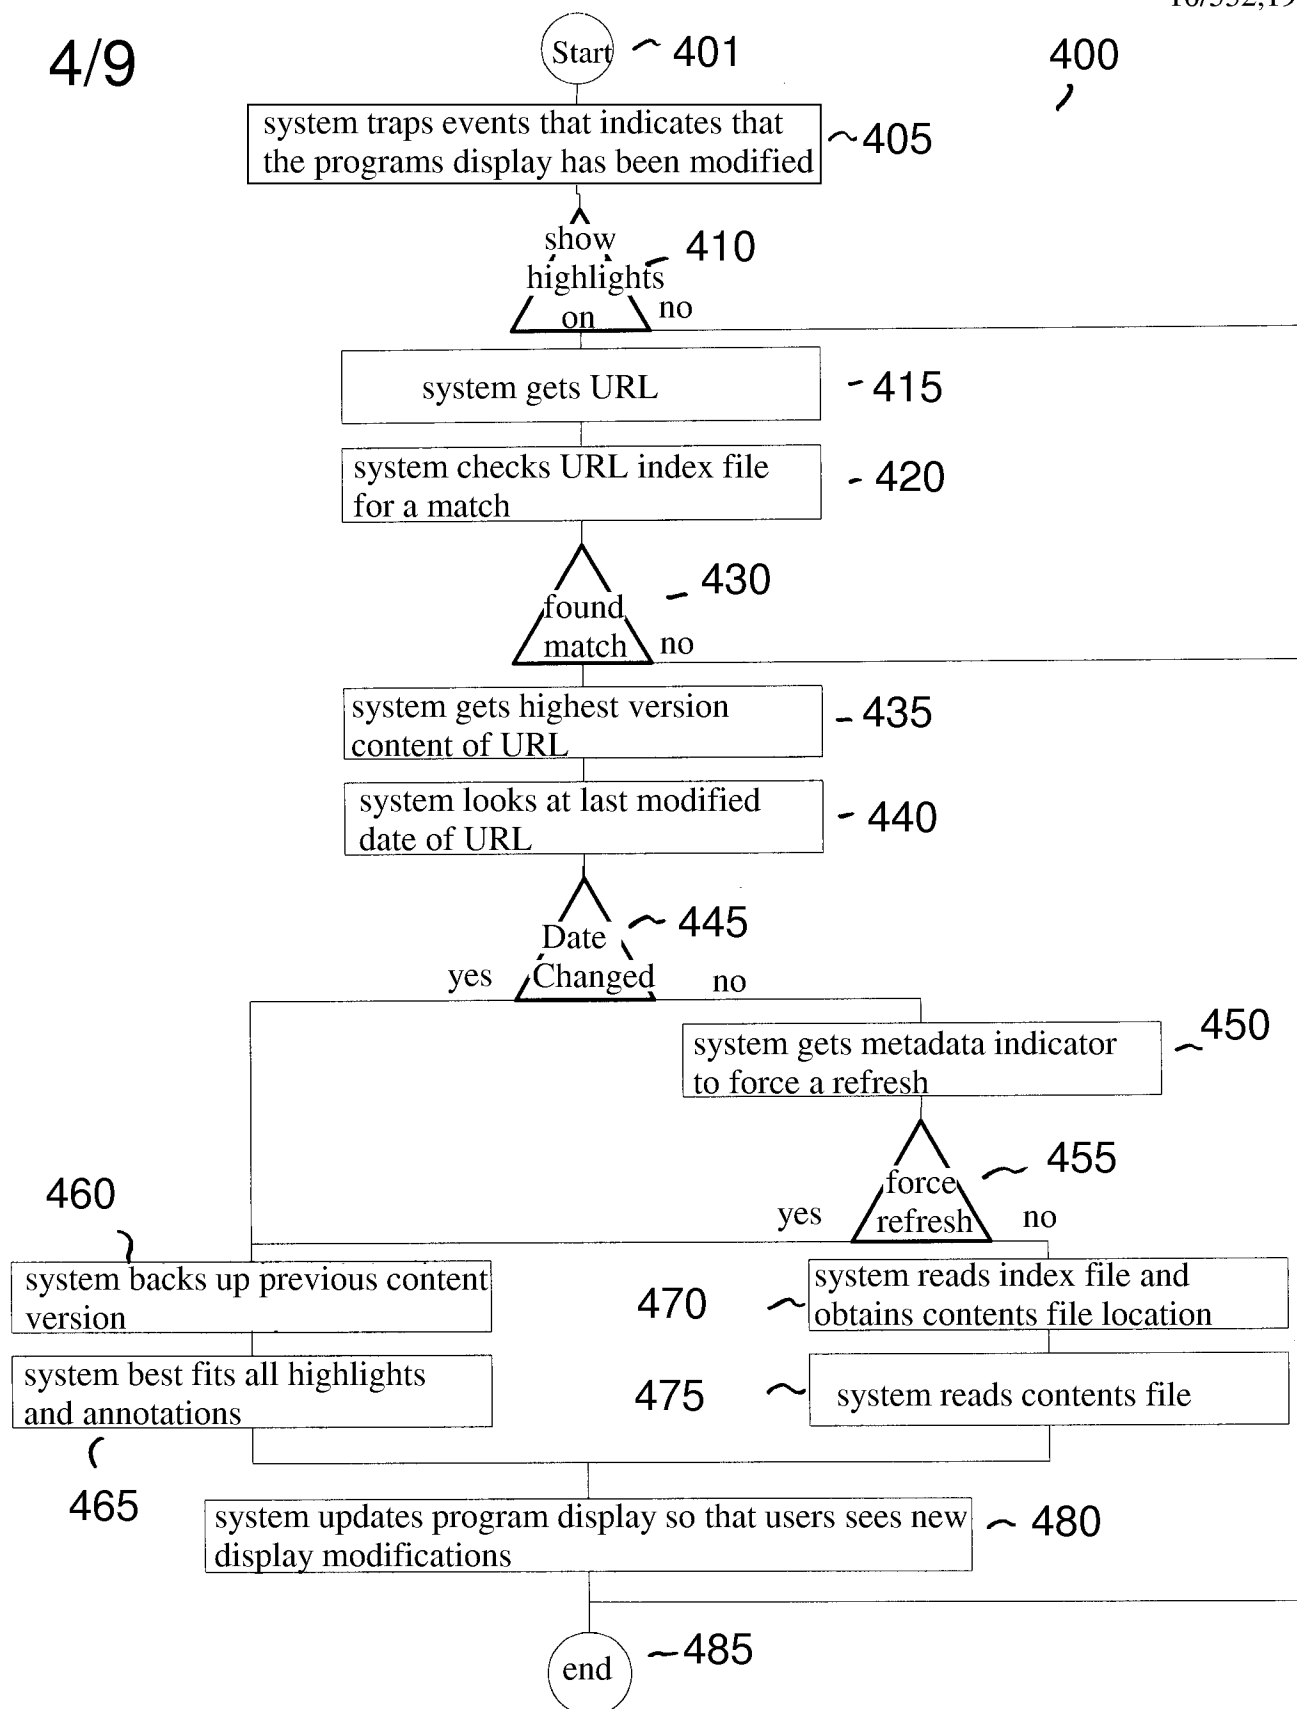 4/9
Start
401
400
system traps events that indicates that
the programs display has been modified
405
show
highlights
on
410
no
system gets URL
415
system checks URL index file
for a match
420
found
match
430
no
system gets highest version
content of URL
435
system looks at last modified
date of URL
440
Date
Changed
445
yes
no
system gets metadata indicator
to force a refresh
450
force
refresh
455
yes
no
460
system backs up previous content
version
470
system reads index file and
obtains contents file location
system best fits all highlights
and annotations
465
475
system reads contents file
system updates program display so that users sees new
display modifications
480
end
485